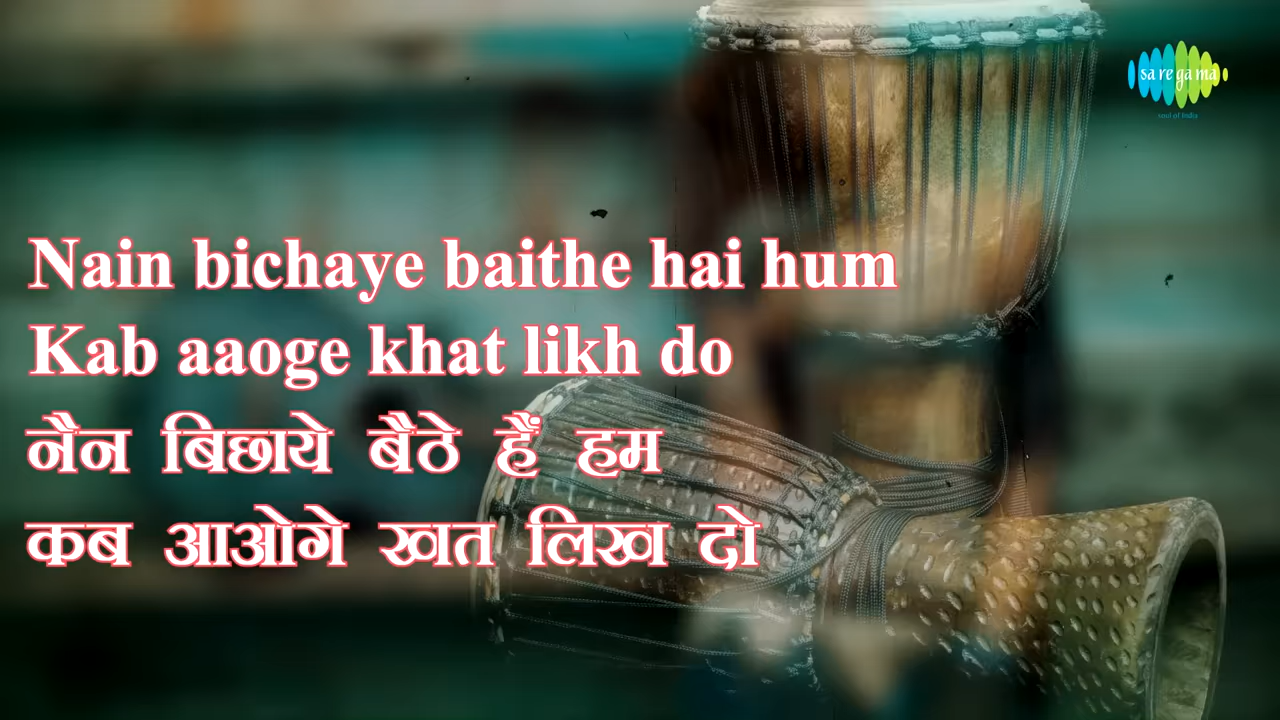 sa re ga ma
soul of India
Nain bichaye baithe hai hum
Kab aaoge khat likh do
नैन बिछाये बैठे हैं हम
कब आओगे खत लिख दो